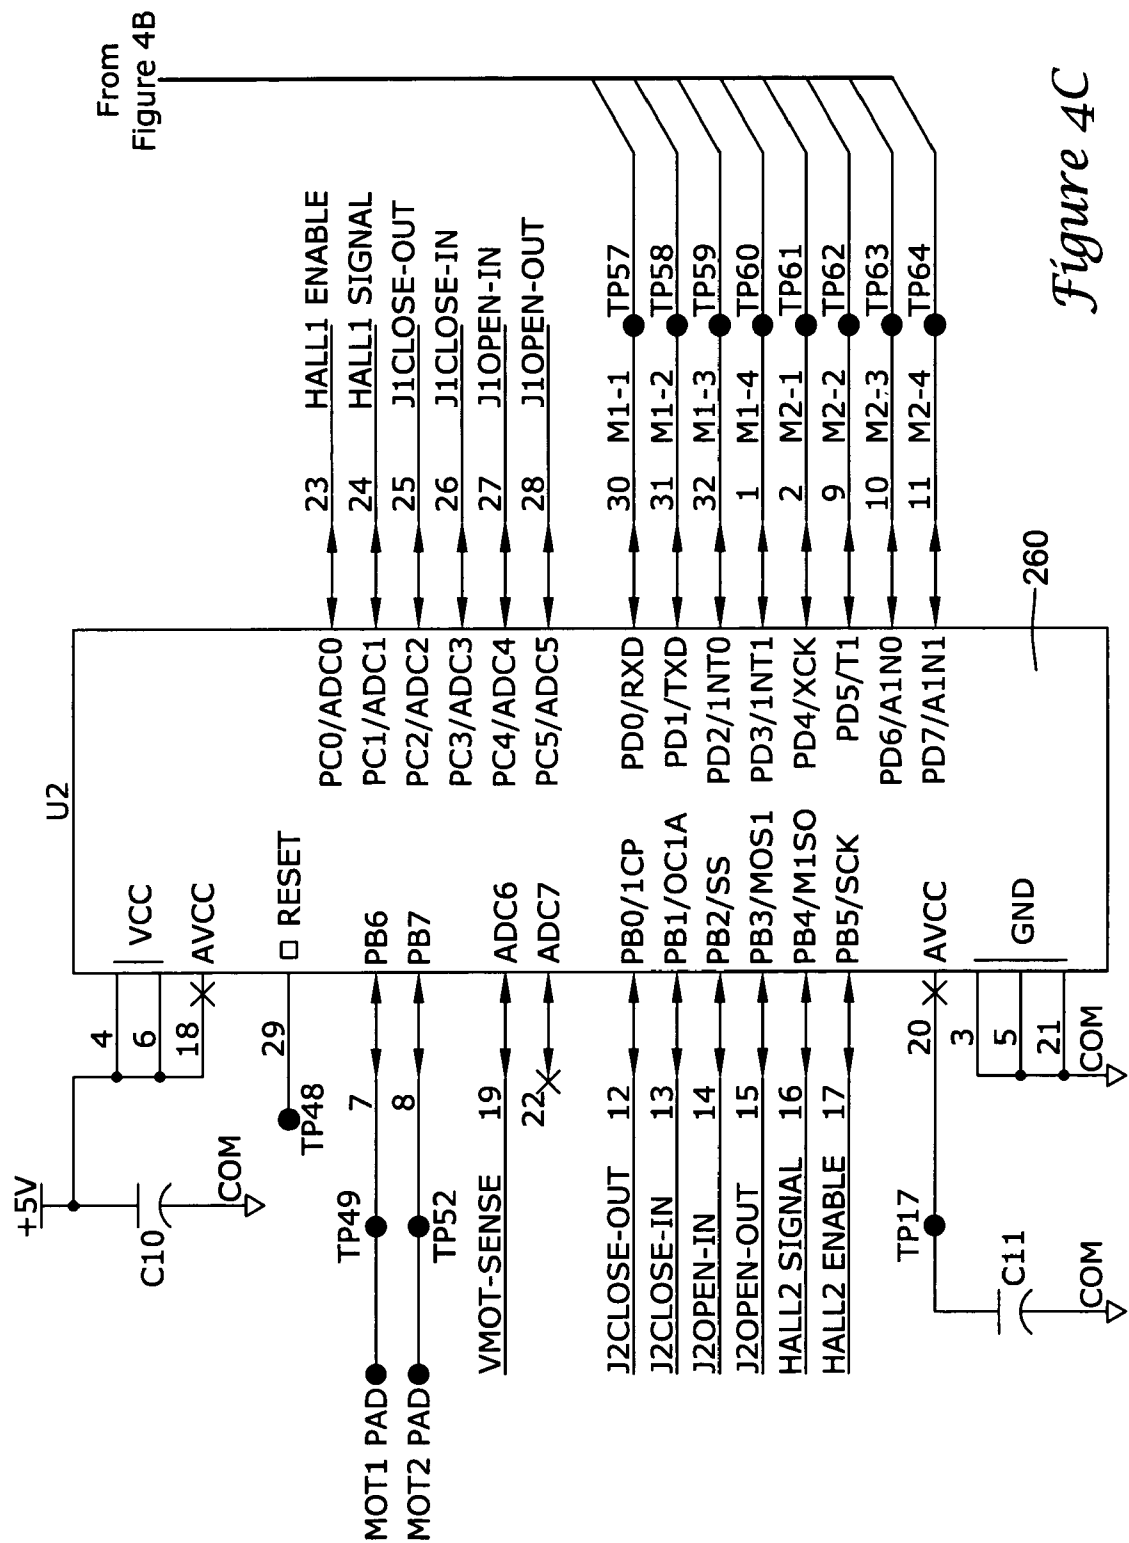 From
Figure 4B
U2
+5V
C10
COM
4
6
18
VCC
AVCC
29
RESET
TP48
MOT1 PAD
TP49
7
PB6
MOT2 PAD
TP52
8
PB7
VMOT-SENSE
19
ADC6
22
ADC7
J2CLOSE-OUT
12
PB0/1CP
J2CLOSE-IN
13
PB1/OC1A
J2OPEN-IN
14
PB2/SS
J2OPEN-OUT
15
PB3/MOS1
HALL2 SIGNAL
16
PB4/M1SO
HALL2 ENABLE
17
PB5/SCK
TP17
20
AVCC
C11
COM
3
5
21
GND
COM
PC0/ADC0
23
HALL1 ENABLE
PC1/ADC1
24
HALL1 SIGNAL
PC2/ADC2
25
J1CLOSE-OUT
PC3/ADC3
26
J1CLOSE-IN
PC4/ADC4
27
J1OPEN-IN
PC5/ADC5
28
J1OPEN-OUT
PD0/RXD
30
M1-1
TP57
PD1/TXD
31
M1-2
TP58
PD2/1NT0
32
M1-3
TP59
PD3/1NT1
1
M1-4
TP60
PD4/XCK
2
M2-1
TP61
PD5/T1
9
M2-2
TP62
PD6/A1N0
10
M2-3
TP63
PD7/A1N1
11
M2-4
TP64
260
Figure 4C